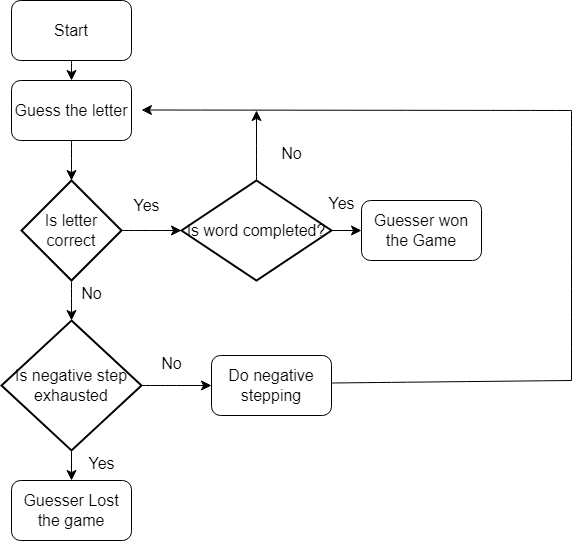 Start
Guess the letter
No
Is letter
correct
Yes
Is word completed?
Yes
Guesser won
the Game
No
Is negative step
exhausted
No
Do negative
stepping
Yes
Guesser Lost
the game